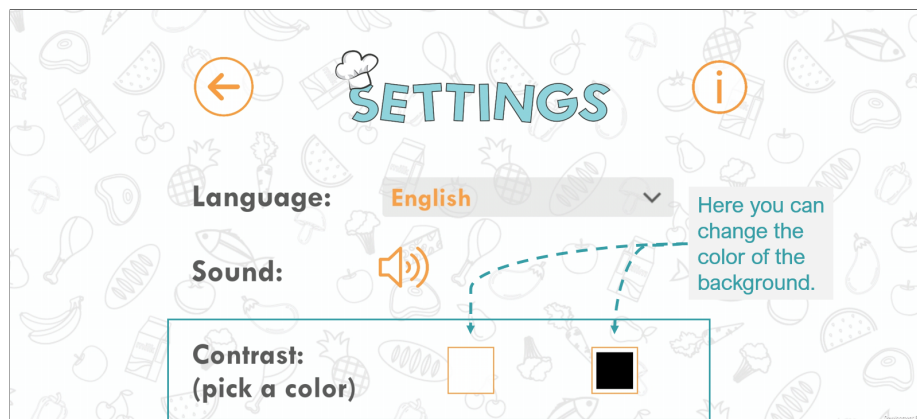 SETTINGS
Language:
English
Here you can
change the
color of the
background.
Sound:
Contrast:
(pick a color)